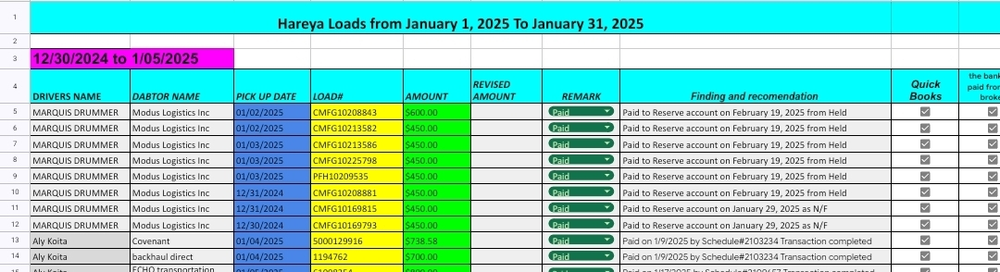 1 Hareya Loads from January 1, 2025 To January 31, 2025
2
3 12/30/2024 to 1/05/2025
4 DRIVERS NAME DABTOR NAME PICK UP DATE LOAD# AMOUNT REVISED AMOUNT REMARK Finding and recomendation Quick Books the bank paid from
5 MARQUIS DRUMMER Modus Logistics Inc 01/02/2025 CMFG10208843 $600.00 Paid Paid to Reserve account on February 19, 2025 from Held
6 MARQUIS DRUMMER Modus Logistics Inc 01/02/2025 CMFG10213582 $450.00 Paid Paid to Reserve account on February 19, 2025 from Held
7 MARQUIS DRUMMER Modus Logistics Inc 01/03/2025 CMFG10213586 $450.00 Paid Paid to Reserve account on February 19, 2025 from Held
8 MARQUIS DRUMMER Modus Logistics Inc 01/03/2025 CMFG10225798 $450.00 Paid Paid to Reserve account on February 19, 2025 from Held
9 MARQUIS DRUMMER Modus Logistics Inc 01/03/2025 PFH10209535 $450.00 Paid Paid to Reserve account on February 19, 2025 from Held
10 MARQUIS DRUMMER Modus Logistics Inc 12/31/2024 CMFG10208881 $450.00 Paid Paid to Reserve account on February 19, 2025 from Held
11 MARQUIS DRUMMER Modus Logistics Inc 12/31/2024 CMFG10169815 $450.00 Paid Paid to Reserve account on January 29, 2025 as N/F
12 MARQUIS DRUMMER Modus Logistics Inc 12/30/2024 CMFG10169793 $450.00 Paid Paid to Reserve account on January 29, 2025 as N/F
13 Aly Koita Covenant 01/04/2025 5000129916 $738.58 Paid Paid on 1/9/2025 by Schedule#2103234 Transaction completed
14 Aly Koita backhaul direct 01/04/2025 1194762 $700.00 Paid Paid on 1/9/2025 by Schedule#2103234 Transaction completed
Aly Koita ECHO transportation